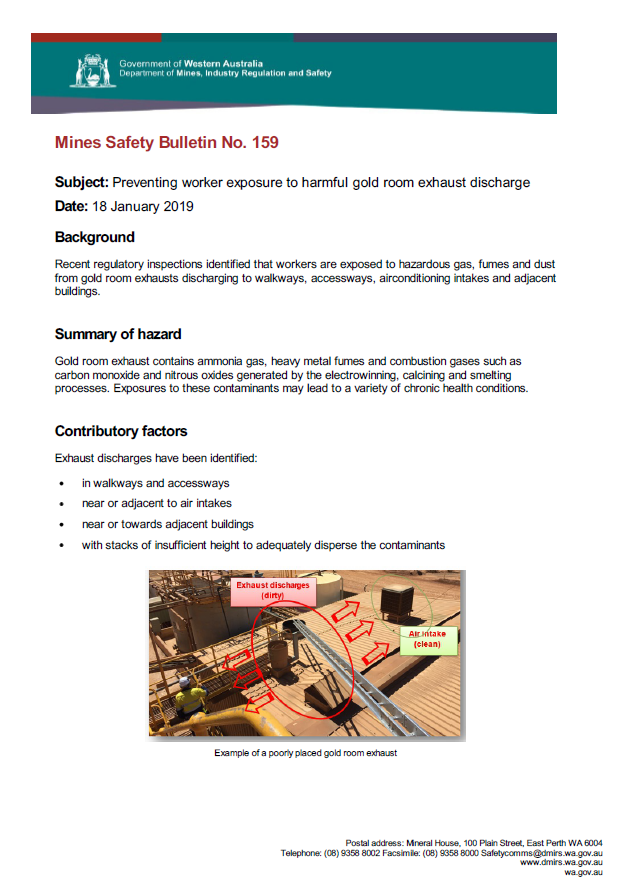 Government of Western Australia
Department of Mines, Industry Regulation and Safety
Mines Safety Bulletin No. 159
Subject: Preventing worker exposure to harmful gold room exhaust discharge
Date: 18 January 2019
Background
Recent regulatory inspections identified that workers are exposed to hazardous gas, fumes and dust
from gold room exhausts discharging to walkways, accessways, airconditioning intakes and adjacent
buildings.
Summary of hazard
Gold room exhaust contains ammonia gas, heavy metal fumes and combustion gases such as
carbon monoxide and nitrous oxides generated by the electrowinning, calcining and smelting
processes. Exposures to these contaminants may lead to a variety of chronic health conditions.
Contributory factors
Exhaust discharges have been identified:
• in walkways and accessways
• near or adjacent to air intakes
• near or towards adjacent buildings
• with stacks of insufficient height to adequately disperse the contaminants
Exhaust discharges
(dirty)
Air intake
(clean)
Example of a poorly placed gold room exhaust
Postal address: Mineral House, 100 Plain Street, East Perth WA 6004
Telephone: (08) 9358 8002 Facsimile: (08) 9358 8000 Safetycomms@dmirs.wa.gov.au
www.dmirs.wa.gov.au
wa.gov.au